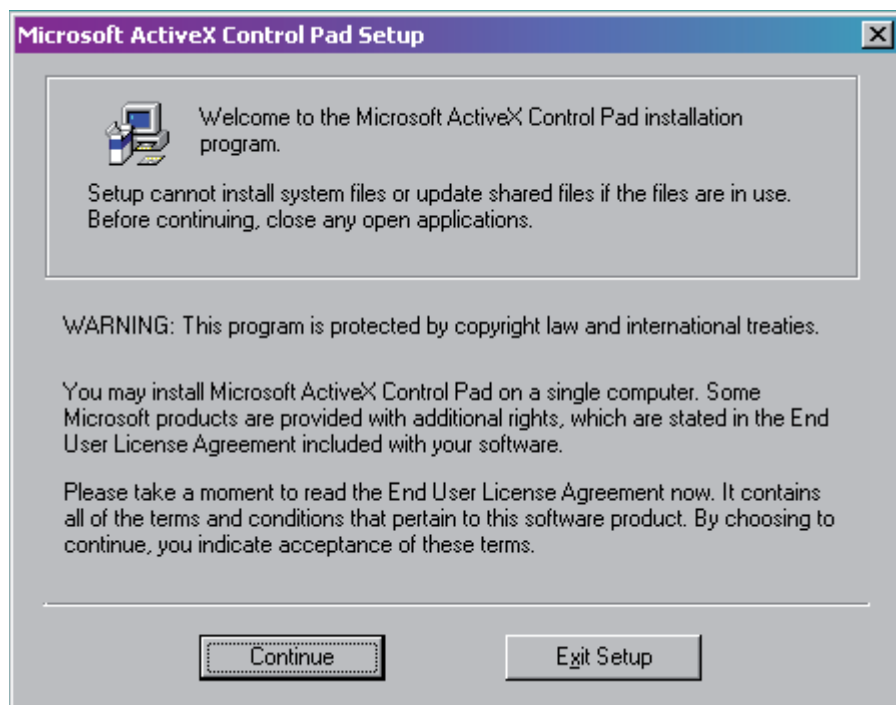 Microsoft ActiveX Control Pad Setup
Welcome to the Microsoft ActiveX Control Pad installation
program.
Setup cannot install system files or update shared files if the files are in use.
Before continuing, close any open applications.
WARNING: This program is protected by copyright law and international treaties.
You may install Microsoft ActiveX Control Pad on a single computer. Some
Microsoft products are provided with additional rights, which are stated in the End
User License Agreement included with your software.
Please take a moment to read the End User License Agreement now. It contains
all of the terms and conditions that pertain to this software product. By choosing to
continue, you indicate acceptance of these terms.
Continue
Exit Setup